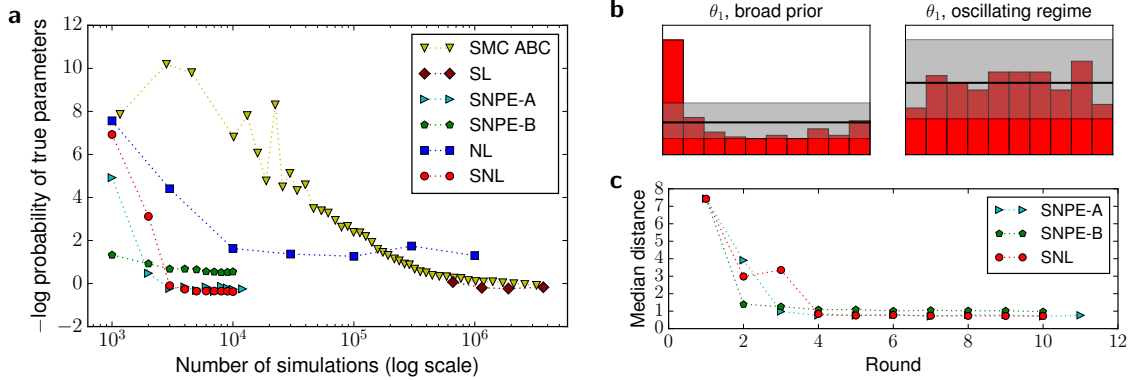 a
−log probability of true parameters
12
10
8
6
4
2
0
−2
10³
10⁴
10⁵
10⁶
Number of simulations (log scale)
SMC ABC
SL
SNPE-A
SNPE-B
NL
SNL
b
θ₁, broad prior
θ₁, oscillating regime
c
Median distance
8
7
6
5
4
3
2
1
0
0
2
4
6
8
10
12
Round
SNPE-A
SNPE-B
SNL